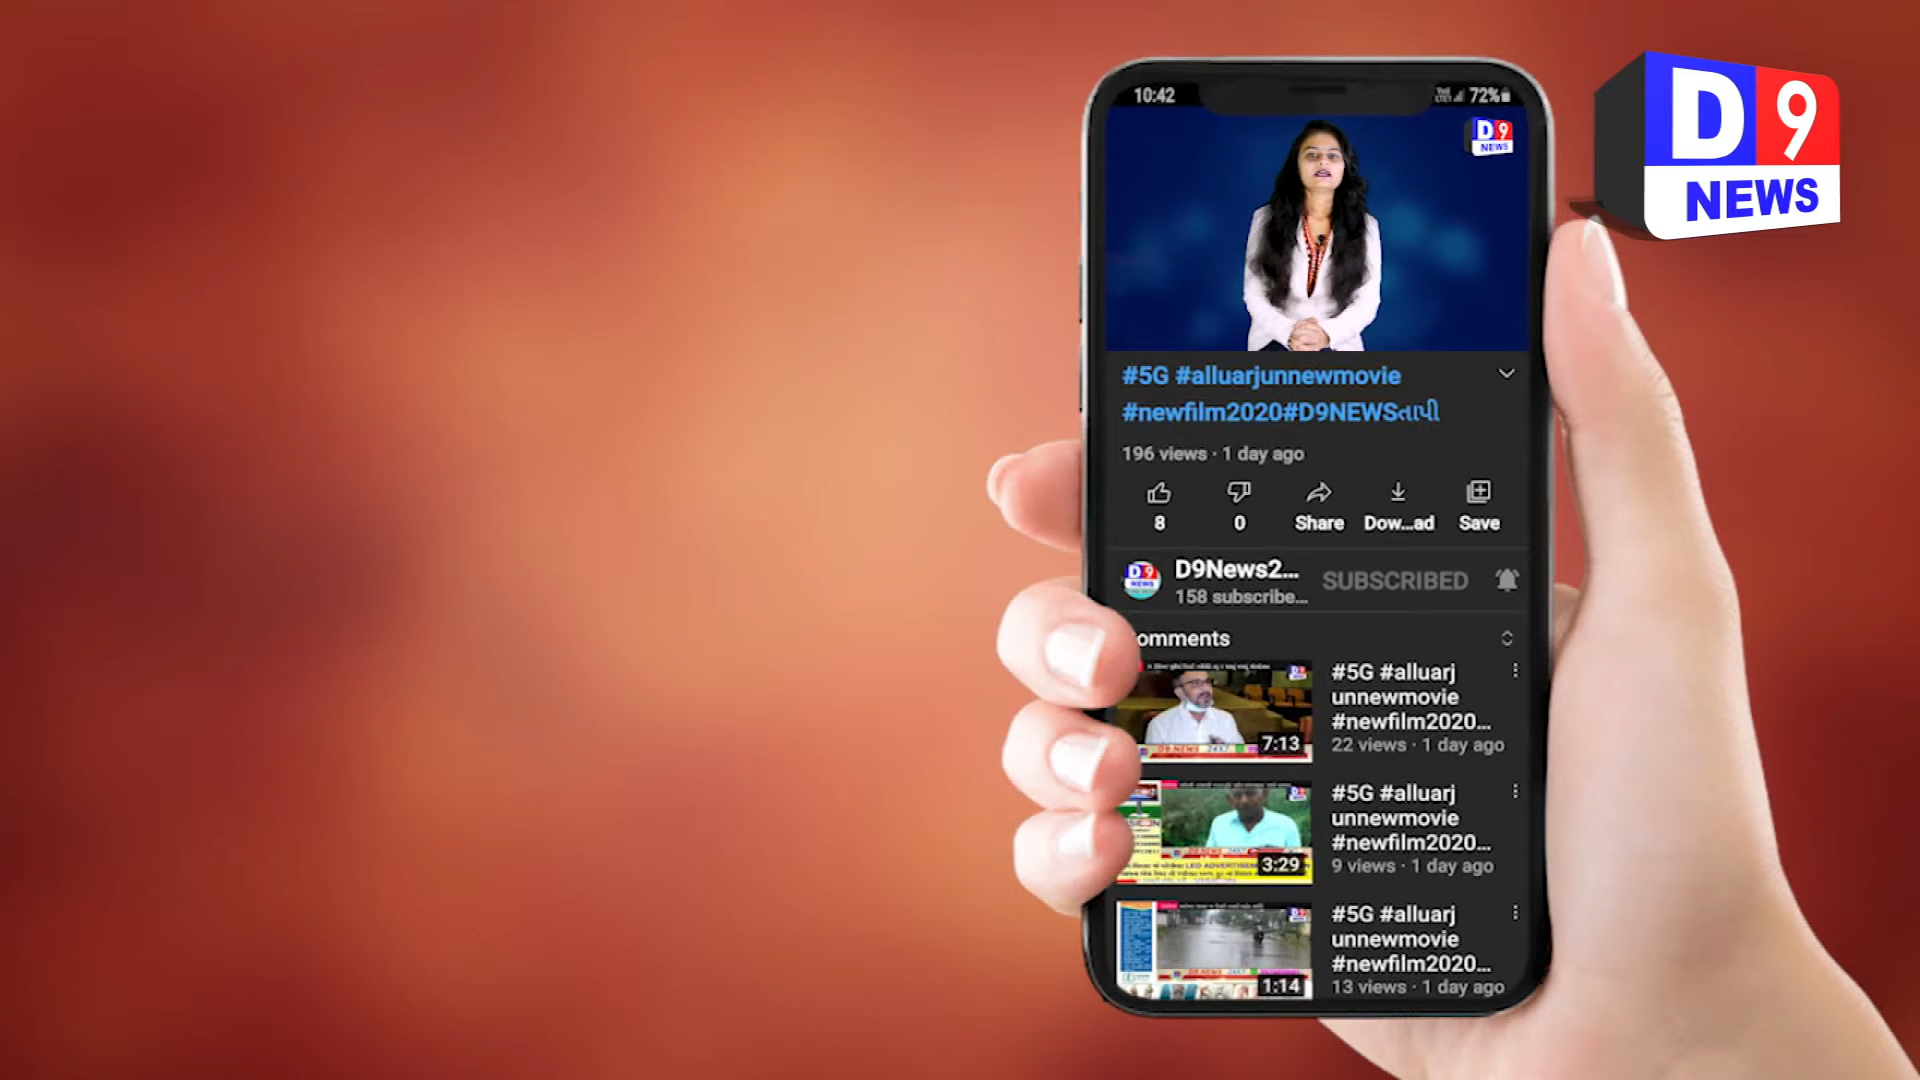 10:42
72%
D9
NEWS
D9
NEWS
#5G #alluarjunnewmovie
#newfilm2020#D9NEWSતાપી
196 views · 1 day ago
8
0
Share
Dow...ad
Save
D9News2...
SUBSCRIBED
158 subscribe...
omments
#5G #alluarj
unnewmovie
#newfilm2020...
22 views · 1 day ago
7:13
D9 NEWS 24X7
#5G #alluarj
unnewmovie
#newfilm2020...
9 views · 1 day ago
3:29
#5G #alluarj
unnewmovie
#newfilm2020...
13 views · 1 day ago
1:14